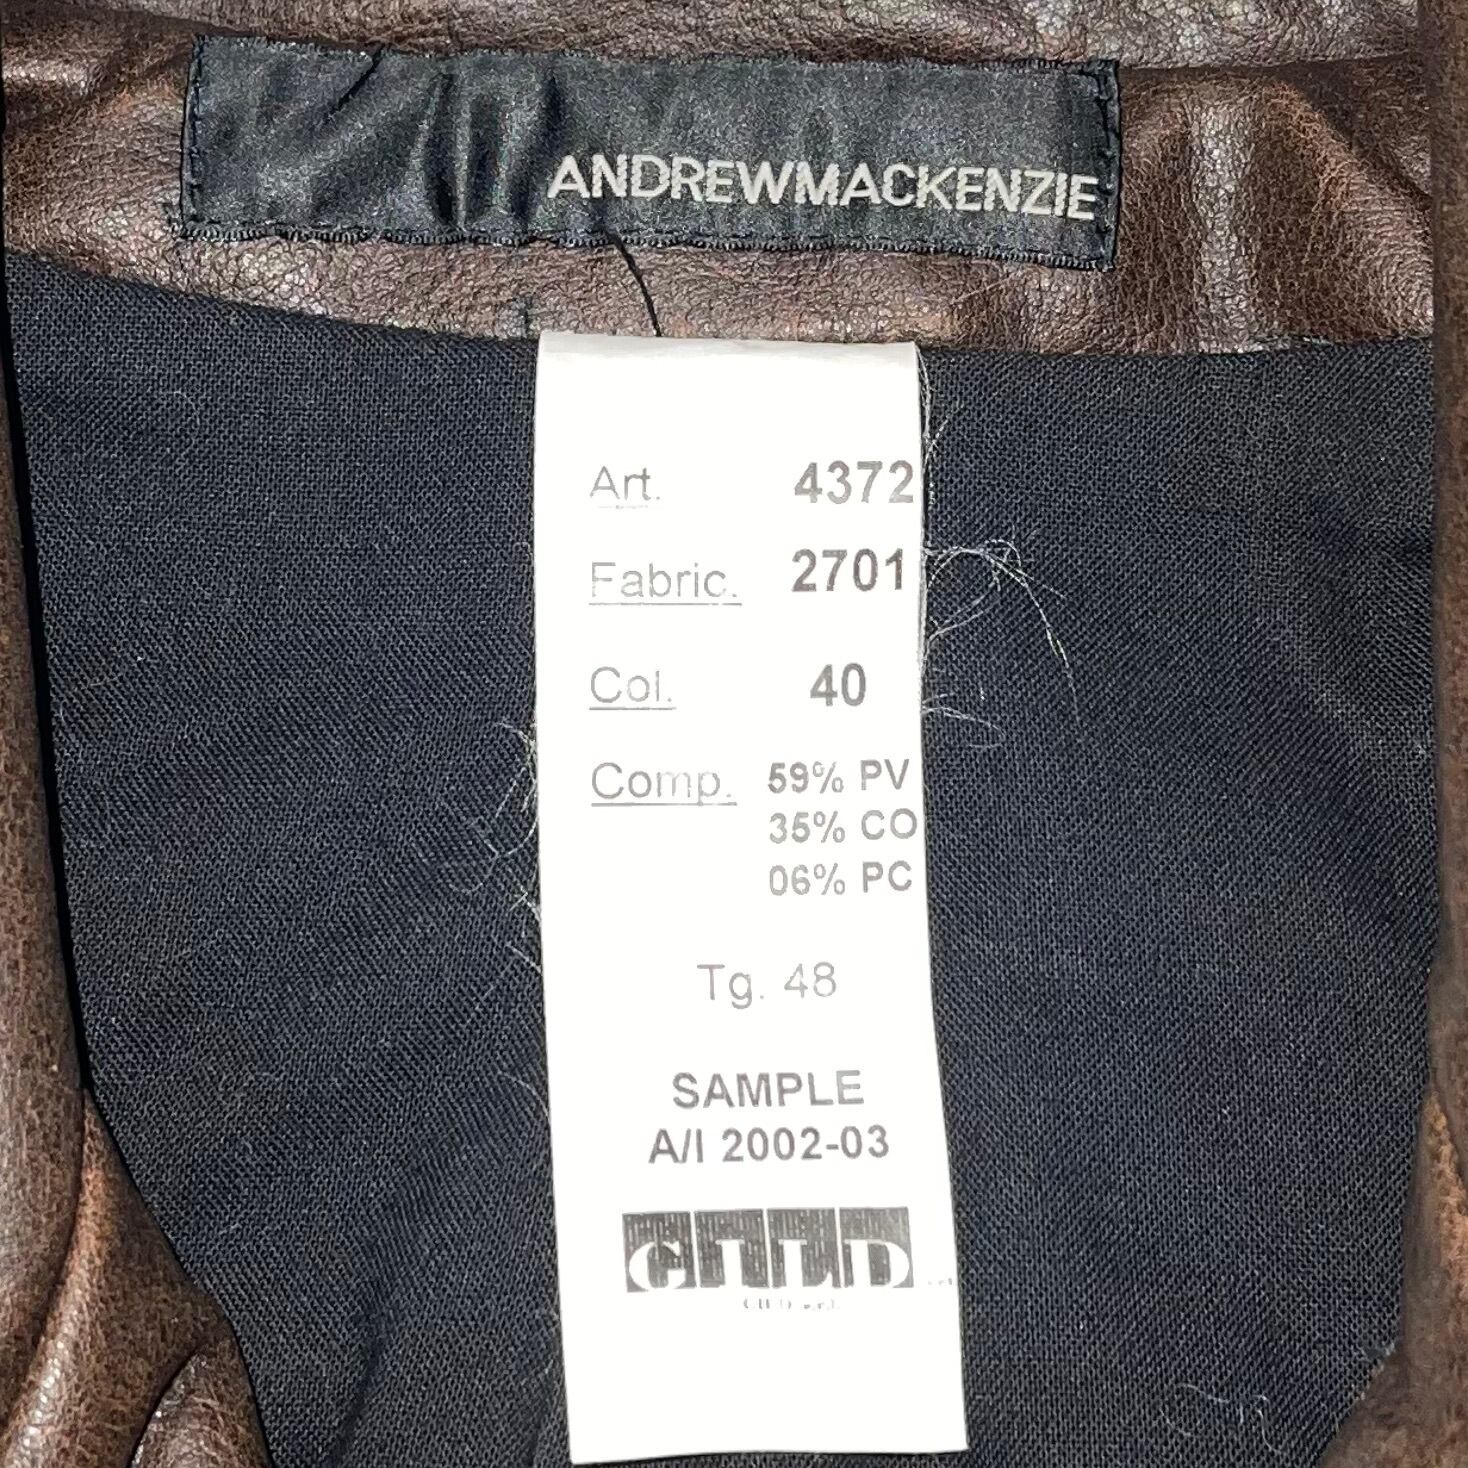 ANDREWMACKENZIE
Art. 4372
Fabric. 2701
Col. 40
Comp. 59% PV
35% CO
06% PC
Tg. 48
SAMPLE
A/I 2002-03